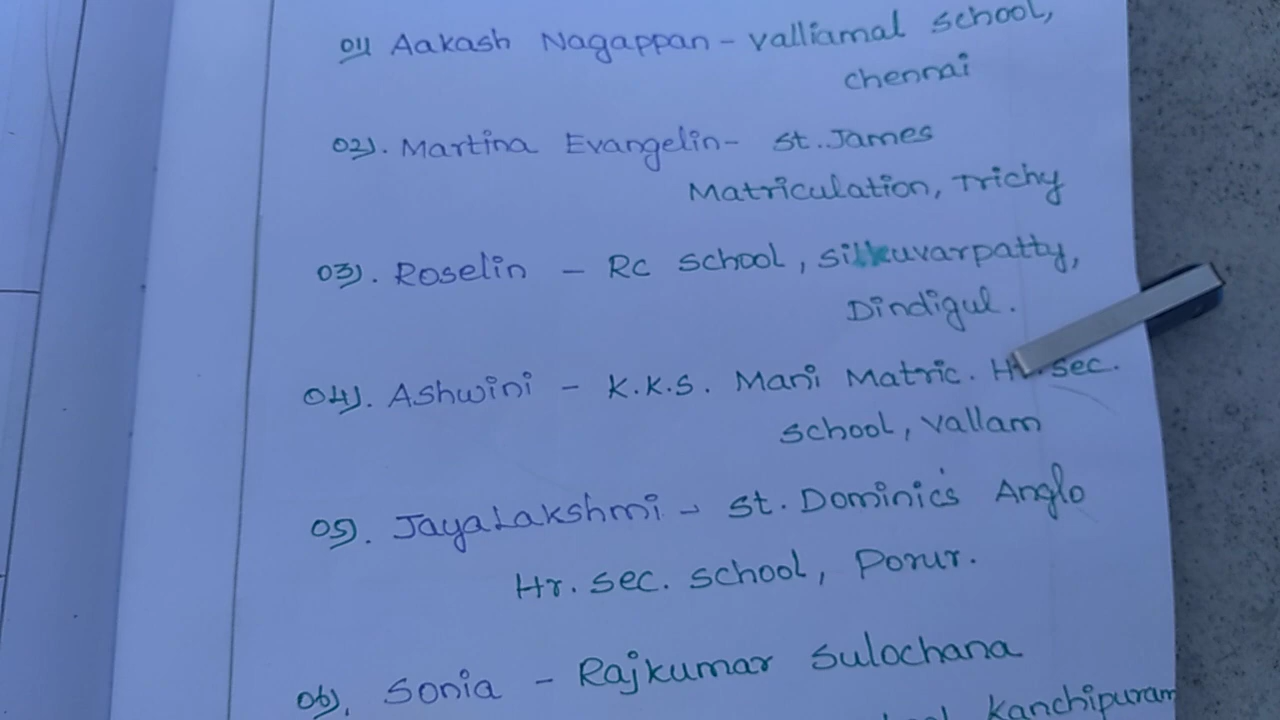 01) Aakash Nagappan - Valliamal school,
chennai
02). Martina Evangelin - St. James
Matriculation, Trichy
03). Roselin - RC school, silkuvarpatty,
Dindigul.
04). Ashwini - K.K.S. Mani Matric. Hr sec.
school, Vallam
05). JayaLakshmi - St. Dominic's Anglo
Hr. sec. school, Porur.
06). Sonia - Rajkumar Sulochana
Kanchipuram